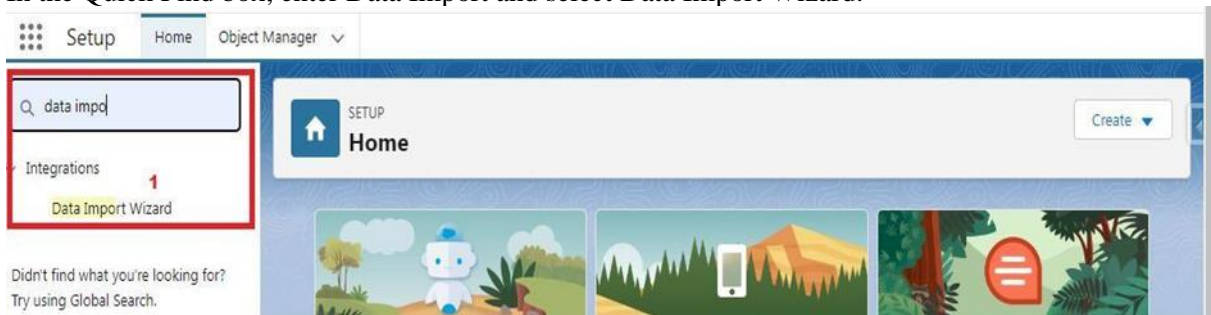 In the Quick Find box, enter Data Import and select Data Import Wizard.
Setup Home Object Manager
data impo
SETUP
Home
Create
Integrations
1
Data Import Wizard
Didn't find what you're looking for?
Try using Global Search.